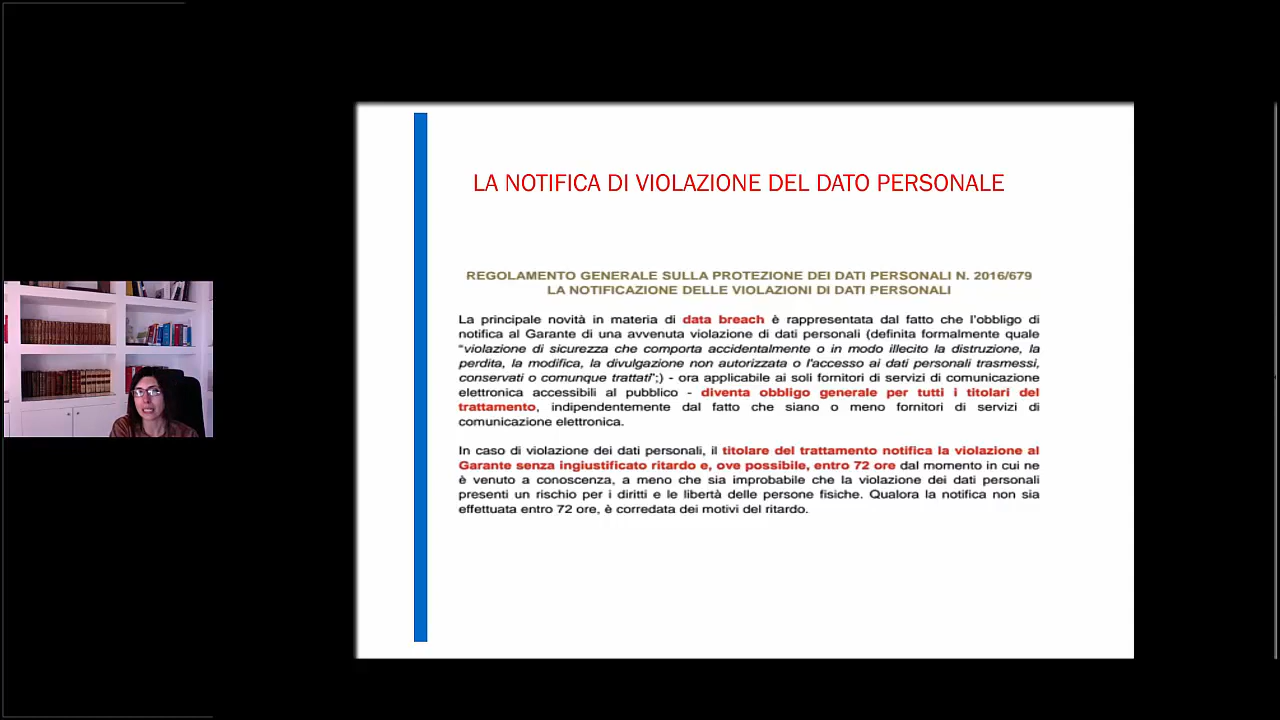 LA NOTIFICA DI VIOLAZIONE DEL DATO PERSONALE
REGOLAMENTO GENERALE SULLA PROTEZIONE DEI DATI PERSONALI N. 2016/679
LA NOTIFICAZIONE DELLE VIOLAZIONI DI DATI PERSONALI
La principale novità in materia di data breach è rappresentata dal fatto che l'obbligo di
notifica al Garante di una avvenuta violazione di dati personali (definita formalmente quale
"violazione di sicurezza che comporta accidentalmente o in modo illecito la distruzione, la
perdita, la modifica, la divulgazione non autorizzata o l'accesso ai dati personali trasmessi,
conservati o comunque trattati";) - ora applicabile ai soli fornitori di servizi di comunicazione
elettronica accessibili al pubblico - diventa obbligo generale per tutti i titolari del
trattamento, indipendentemente dal fatto che siano o meno fornitori di servizi di
comunicazione elettronica.
In caso di violazione dei dati personali, il titolare del trattamento notifica la violazione al
Garante senza ingiustificato ritardo e, ove possibile, entro 72 ore dal momento in cui ne
è venuto a conoscenza, a meno che sia improbabile che la violazione dei dati personali
presenti un rischio per i diritti e le libertà delle persone fisiche. Qualora la notifica non sia
effettuata entro 72 ore, è corredata dei motivi del ritardo.